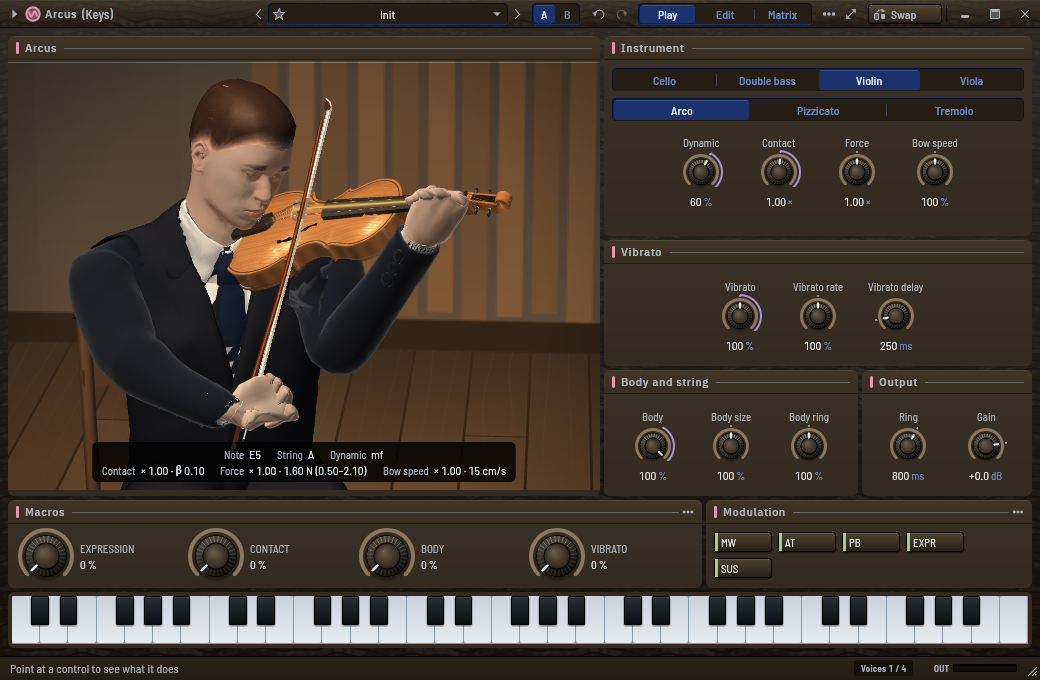 Arcus (Keys)
Init
A B
Play Edit Matrix
Swap
Arcus
Note E5 String A Dynamic mf
Contact × 1.00 · β 0.10 Force × 1.00 · 1.60 N (0.50–2.10) Bow speed × 1.00 · 15 cm/s
Instrument
Cello Double bass Violin Viola
Arco Pizzicato Tremolo
Dynamic Contact Force Bow speed
60 % 1.00 × 1.00 × 100 %
Vibrato
Vibrato Vibrato rate Vibrato delay
100 % 100 % 250 ms
Body and string
Body Body size Body ring
100 % 100 % 100 %
Output
Ring Gain
800 ms +0.0 dB
Macros
EXPRESSION
0 %
CONTACT
0 %
BODY
0 %
VIBRATO
0 %
Modulation
MW AT PB EXPR
SUS
Point at a control to see what it does
Voices 1 / 4 OUT